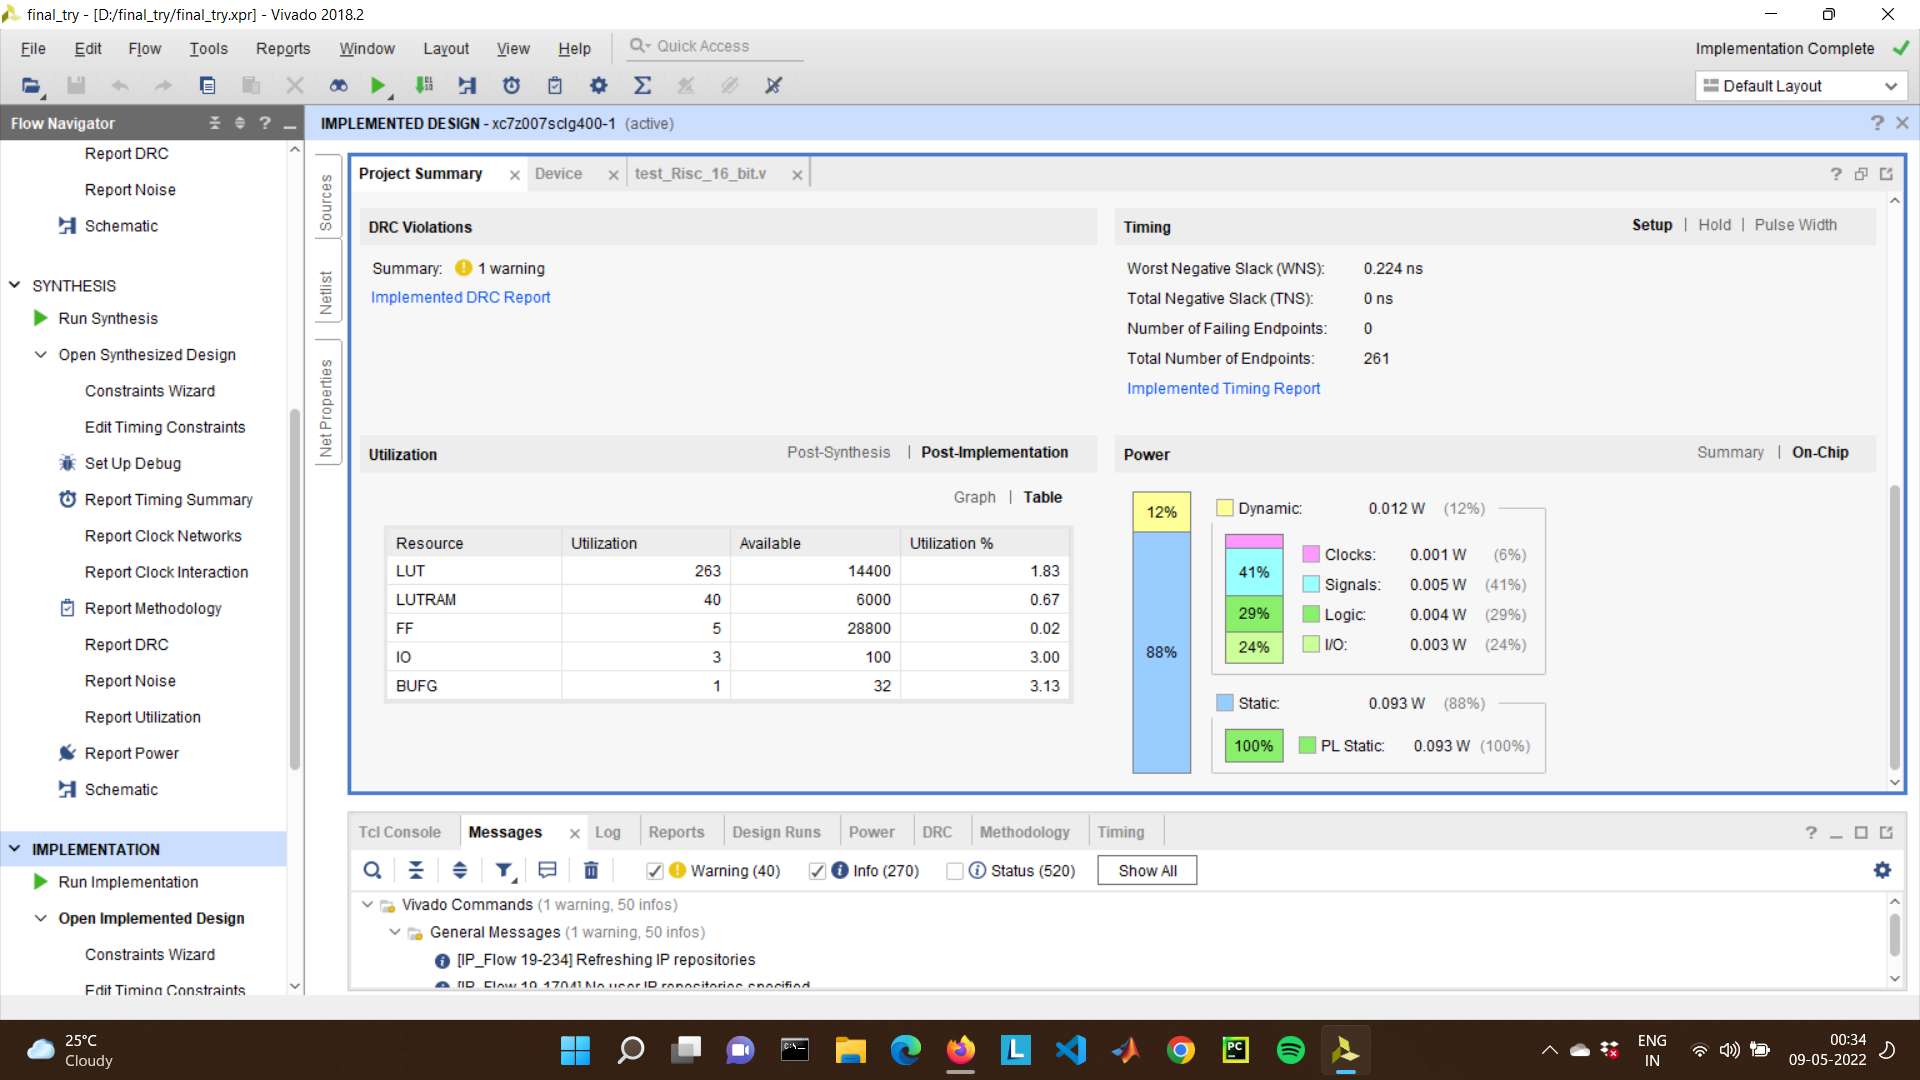 final_try - [D:/final_try/final_try.xpr] - Vivado 2018.2
File Edit Flow Tools Reports Window Layout View Help
Quick Access
Implementation Complete
Default Layout
Flow Navigator
Report DRC
Report Noise
Schematic
SYNTHESIS
Run Synthesis
Open Synthesized Design
Constraints Wizard
Edit Timing Constraints
Set Up Debug
Report Timing Summary
Report Clock Networks
Report Clock Interaction
Report Methodology
Report DRC
Report Noise
Report Utilization
Report Power
Schematic
IMPLEMENTATION
Run Implementation
Open Implemented Design
Constraints Wizard
Edit Timing Constraints
IMPLEMENTED DESIGN - xc7z007sclg400-1 (active)
Sources
Netlist
Net Properties
Project Summary Device test_Risc_16_bit.v
DRC Violations
Summary: 1 warning
Implemented DRC Report
Timing Setup | Hold | Pulse Width
Worst Negative Slack (WNS): 0.224 ns
Total Negative Slack (TNS): 0 ns
Number of Failing Endpoints: 0
Total Number of Endpoints: 261
Implemented Timing Report
Utilization Post-Synthesis | Post-Implementation
Graph | Table
Resource Utilization Available Utilization %
LUT 263 14400 1.83
LUTRAM 40 6000 0.67
FF 5 28800 0.02
IO 3 100 3.00
BUFG 1 32 3.13
Power Summary | On-Chip
12%
88%
Dynamic: 0.012 W (12%)
41%
29%
24%
Clocks: 0.001 W (6%)
Signals: 0.005 W (41%)
Logic: 0.004 W (29%)
I/O: 0.003 W (24%)
Static: 0.093 W (88%)
100% PL Static: 0.093 W (100%)
Tcl Console Messages Log Reports Design Runs Power DRC Methodology Timing
Warning (40) Info (270) Status (520) Show All
Vivado Commands (1 warning, 50 infos)
General Messages (1 warning, 50 infos)
[IP_Flow 19-234] Refreshing IP repositories
[IP_Flow 19-1704] No user IP repositories specified
25°C
Cloudy
ENG
IN
00:34
09-05-2022